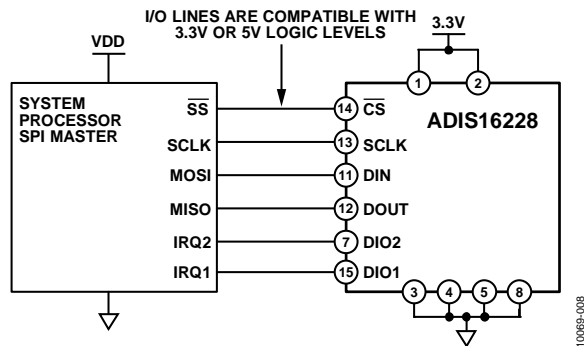 I/O LINES ARE COMPATIBLE WITH
3.3V OR 5V LOGIC LEVELS
VDD
3.3V
SYSTEM
PROCESSOR
SPI MASTER
ADIS16228
1
2
SS
14
CS
SCLK
13
SCLK
MOSI
11
DIN
MISO
12
DOUT
IRQ2
7
DIO2
IRQ1
15
DIO1
3
4
5
8
10069-008